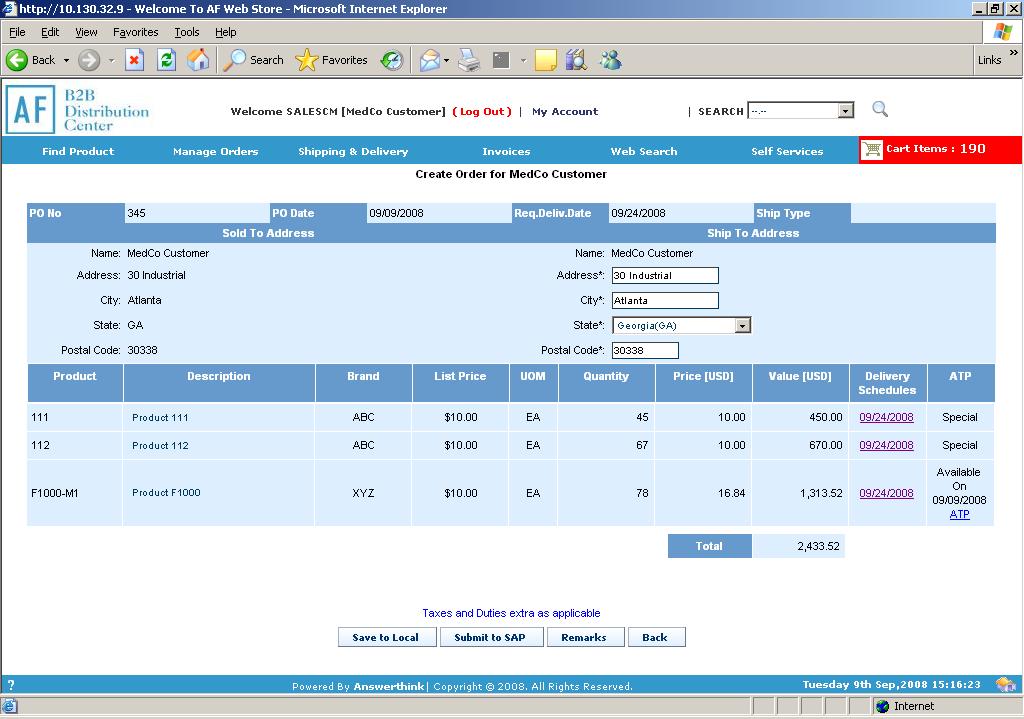 http://10.130.32.9 - Welcome To AF Web Store - Microsoft Internet Explorer
File Edit View Favorites Tools Help
Back Search Favorites Links »
AF B2B Distribution Center
Welcome SALESCM [MedCo Customer] ( Log Out ) | My Account | SEARCH --.--
Find Product Manage Orders Shipping & Delivery Invoices Web Search Self Services Cart Items : 190
Create Order for MedCo Customer
PO No 345 PO Date 09/09/2008 Req.Deliv.Date 09/24/2008 Ship Type
Sold To Address Ship To Address
Name: MedCo Customer Name: MedCo Customer
Address: 30 Industrial Address*: 30 Industrial
City: Atlanta City*: Atlanta
State: GA State*: Georgia(GA)
Postal Code: 30338 Postal Code*: 30338
Product Description Brand List Price UOM Quantity Price [USD] Value [USD] Delivery Schedules ATP
111 Product 111 ABC $10.00 EA 45 10.00 450.00 09/24/2008 Special
112 Product 112 ABC $10.00 EA 67 10.00 670.00 09/24/2008 Special
F1000-M1 Product F1000 XYZ $10.00 EA 78 16.84 1,313.52 09/24/2008 Available On 09/09/2008 ATP
Total 2,433.52
Taxes and Duties extra as applicable
Save to Local Submit to SAP Remarks Back
? Powered By Answerthink| Copyright © 2008. All Rights Reserved. Tuesday 9th Sep,2008 15:16:23
Internet